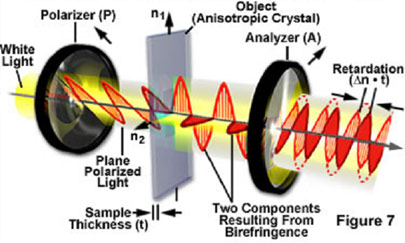 Polarizer (P)
n1
Object
(Anisotropic Crystal)
Analyzer (A)
White
Light
Retardation
(Δn • t)
n2
Plane
Polarized
Light
Sample
Thickness (t)
Two Components
Resulting From
Birefringence
Figure 7